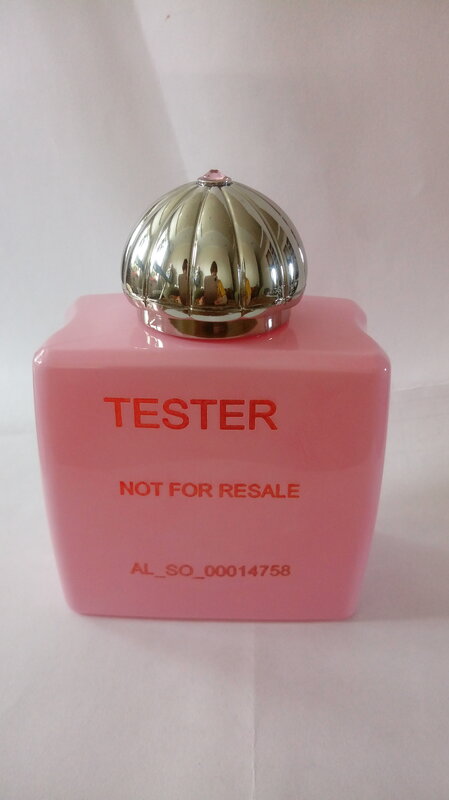 TESTER
NOT FOR RESALE
AL_SO_00014758